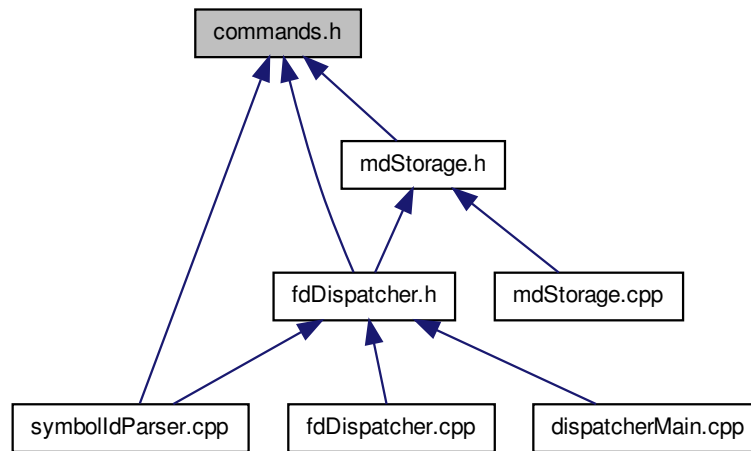 commands.h
mdStorage.h
fdDispatcher.h
mdStorage.cpp
symbolIdParser.cpp
fdDispatcher.cpp
dispatcherMain.cpp